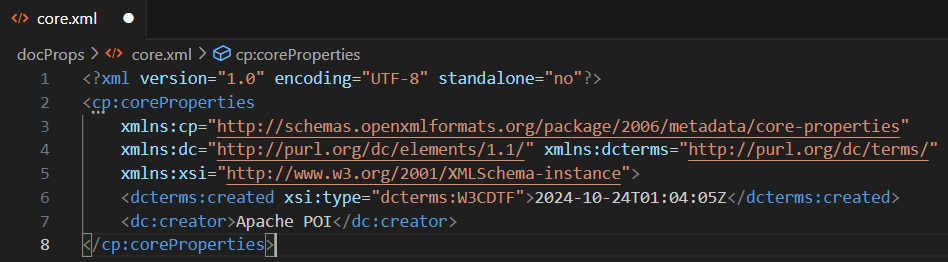 core.xml
docProps > core.xml > cp:coreProperties
1 <?xml version="1.0" encoding="UTF-8" standalone="no"?>
2 <cp:coreProperties
3 xmlns:cp="http://schemas.openxmlformats.org/package/2006/metadata/core-properties"
4 xmlns:dc="http://purl.org/dc/elements/1.1/" xmlns:dcterms="http://purl.org/dc/terms/"
5 xmlns:xsi="http://www.w3.org/2001/XMLSchema-instance">
6 <dcterms:created xsi:type="dcterms:W3CDTF">2024-10-24T01:04:05Z</dcterms:created>
7 <dc:creator>Apache POI</dc:creator>
8 </cp:coreProperties>